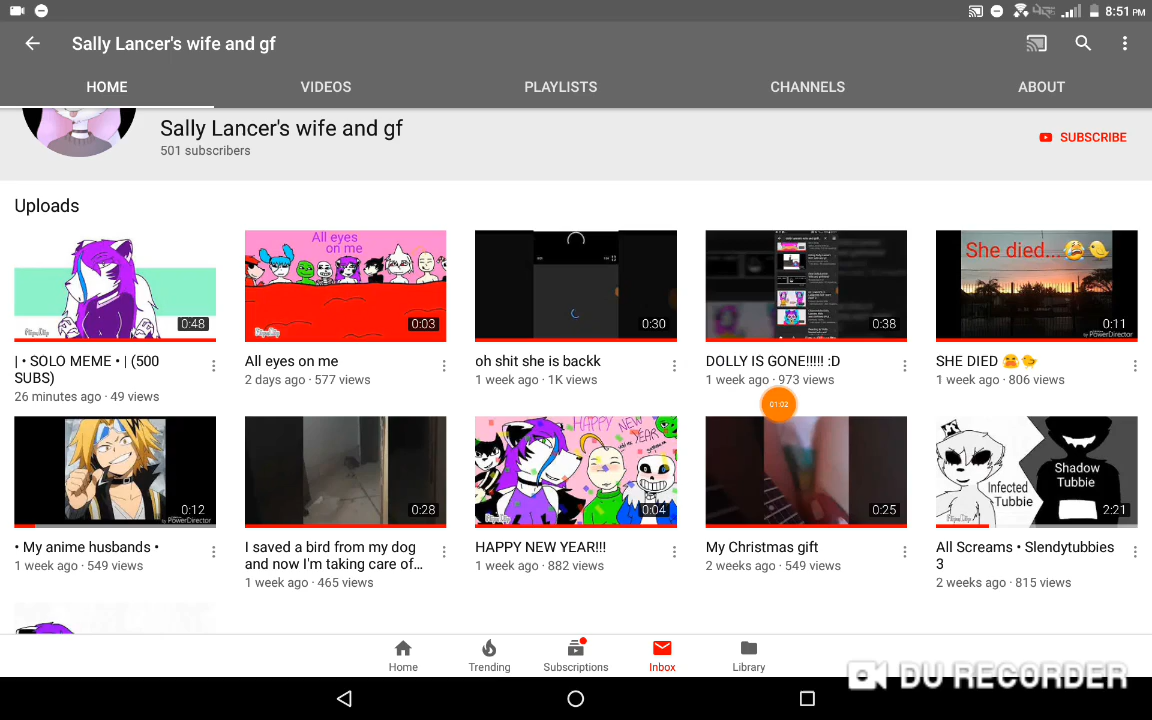 8:51 PM
Sally Lancer's wife and gf
HOME VIDEOS PLAYLISTS CHANNELS ABOUT
Sally Lancer's wife and gf
501 subscribers
SUBSCRIBE
Uploads
All eyes
on me
She died... 😭🐤
0:48 0:03 0:30 0:38 0:11
FlipaClip
FlipaClip
by PowerDirector
| • SOLO MEME • | (500
SUBS)
26 minutes ago · 49 views
All eyes on me
2 days ago · 577 views
oh shit she is backk
1 week ago · 1K views
DOLLY IS GONE!!!!! :D
1 week ago · 973 views
SHE DIED 😫🐤
1 week ago · 806 views
01:02
HAPPY NEW
YEAR
Infected
Tubbie
Shadow
Tubbie
0:12 0:28 0:04 0:25 2:21
by PowerDirector
FlipaClip
FlipaClip
• My anime husbands •
1 week ago · 549 views
I saved a bird from my dog
and now I'm taking care of...
1 week ago · 465 views
HAPPY NEW YEAR!!!
1 week ago · 882 views
My Christmas gift
2 weeks ago · 549 views
All Screams • Slendytubbies
3
2 weeks ago · 815 views
Home Trending Subscriptions Inbox Library
DU RECORDER